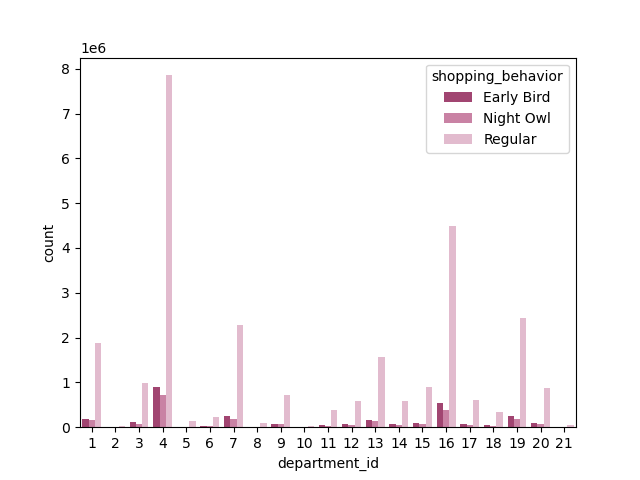 1e6
shopping_behavior
Early Bird
Night Owl
Regular
8
7
6
5
4
3
2
1
0
count
1 2 3 4 5 6 7 8 9 10 11 12 13 14 15 16 17 18 19 20 21
department_id